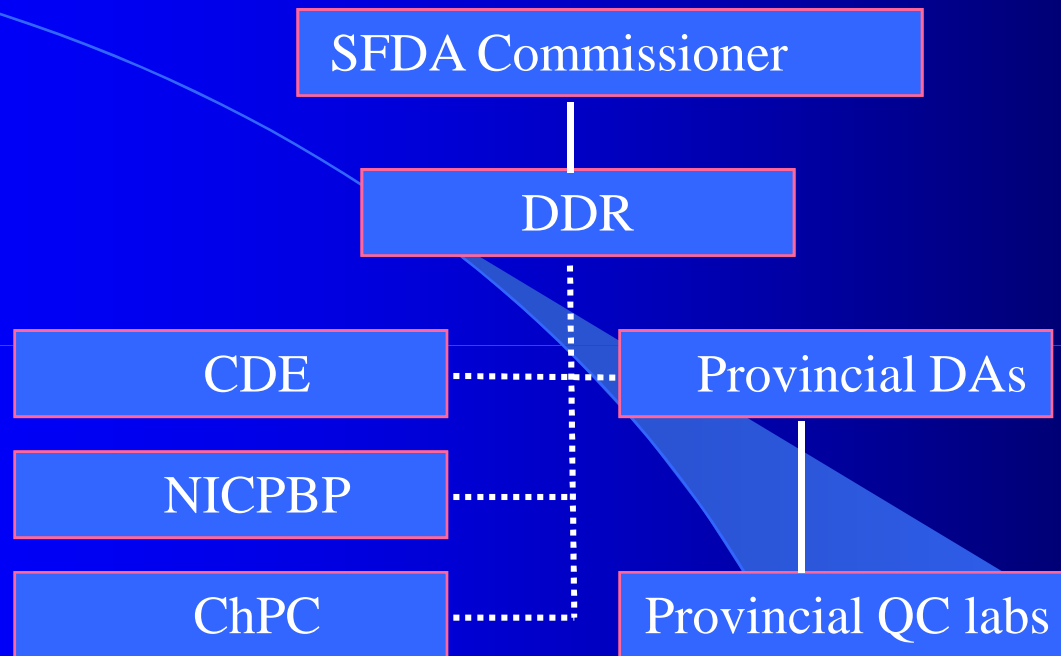 SFDA Commissioner
DDR
CDE
Provincial DAs
NICPBP
ChPC
Provincial QC labs